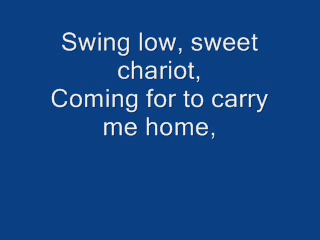 Swing low, sweet
chariot,
Coming for to carry
me home,